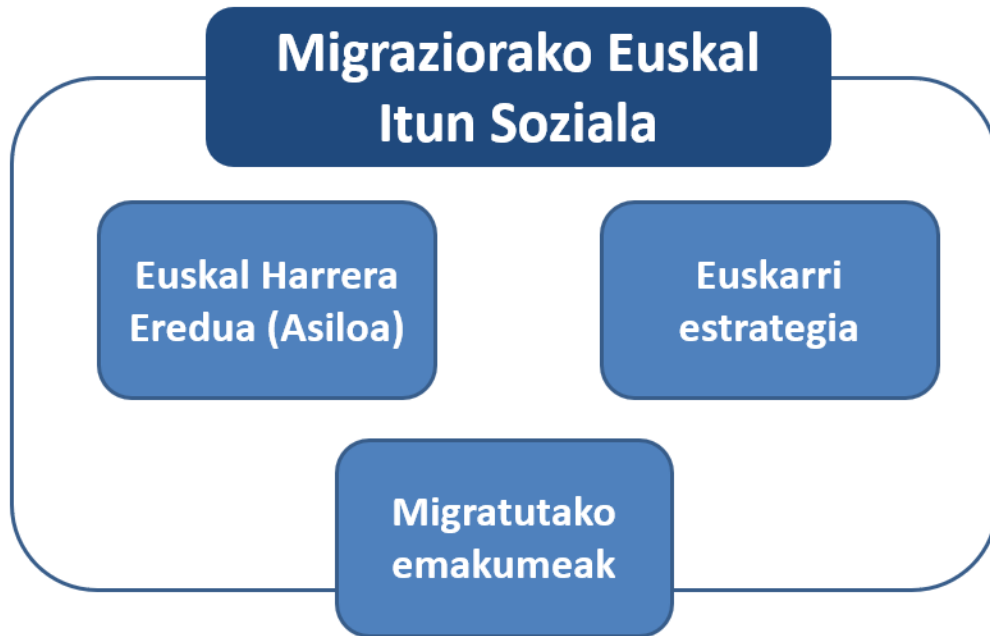 Migraziorako Euskal
Itun Soziala
Euskal Harrera
Eredua (Asiloa)
Euskarri
estrategia
Migratutako
emakumeak